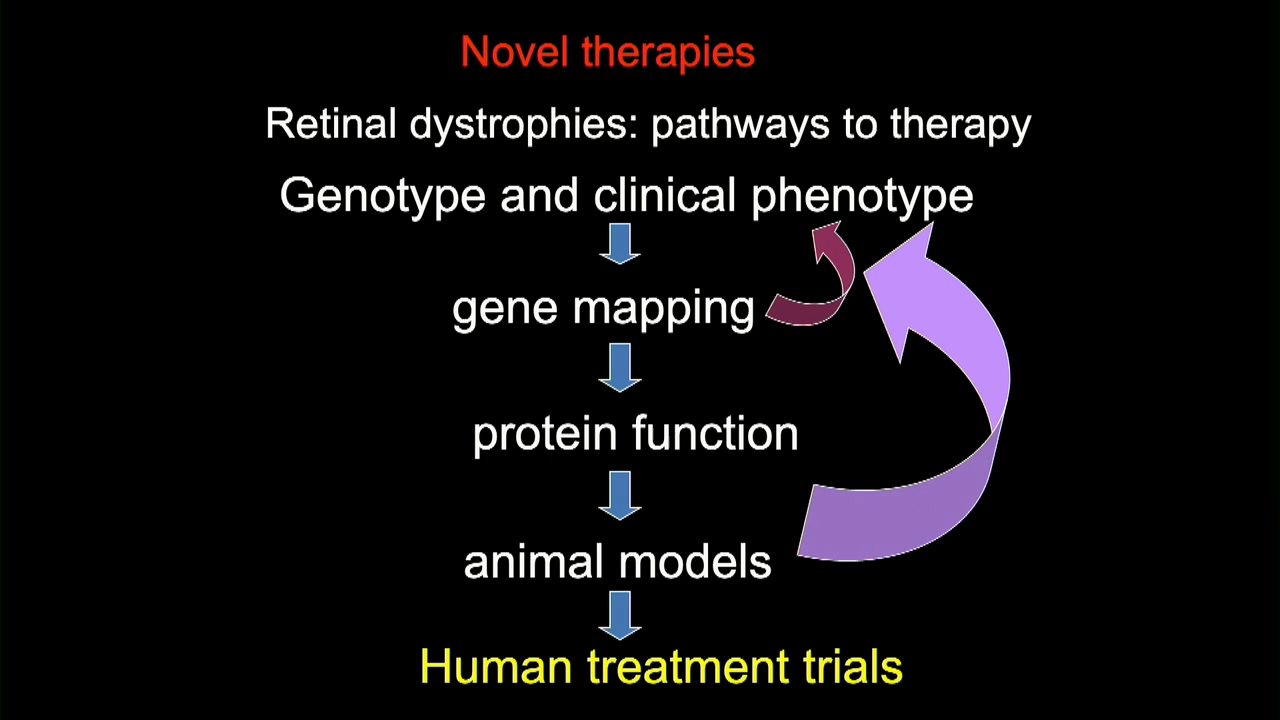 Novel therapies
Retinal dystrophies: pathways to therapy
Genotype and clinical phenotype
gene mapping
protein function
animal models
Human treatment trials